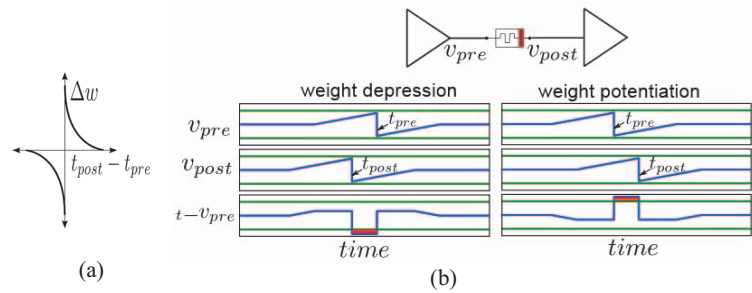 Δw
t_post − t_pre
(a)
v_pre v_post
weight depression weight potentiation
v_pre
t_pre
t_pre
v_post
t_post
t_post
t−v_pre
time time
(b)